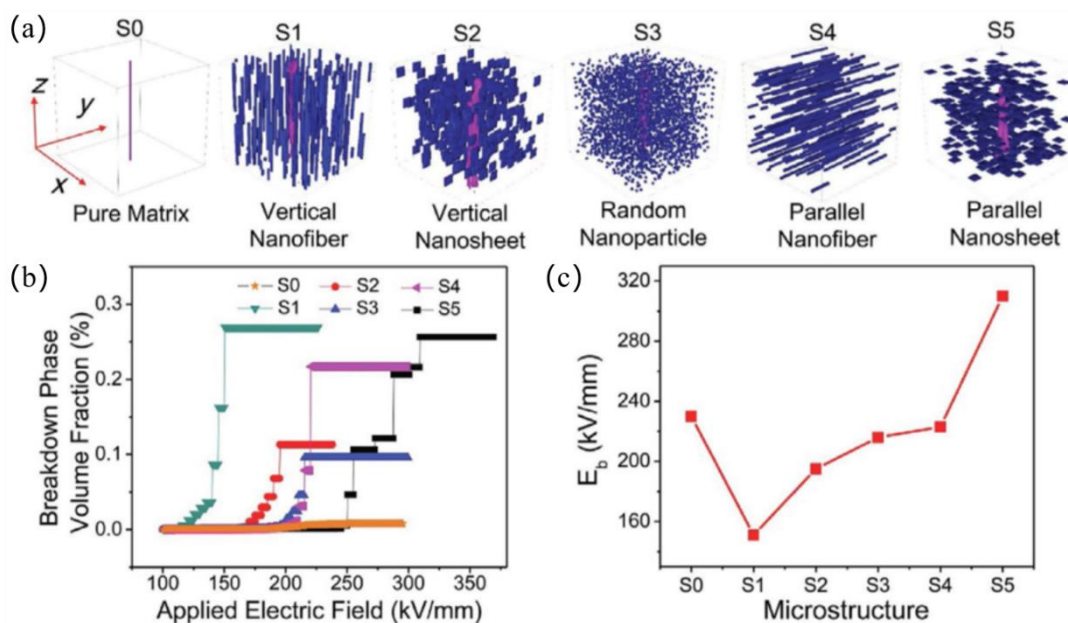 (a)
S0 S1 S2 S3 S4 S5
z
y
x
Pure Matrix
Vertical
Nanofiber
Vertical
Nanosheet
Random
Nanoparticle
Parallel
Nanofiber
Parallel
Nanosheet
(b)
Breakdown Phase
Volume Fraction (%)
0.3
0.2
0.1
0.0
S0 S2 S4
S1 S3 S5
100 150 200 250 300 350
Applied Electric Field (kV/mm)
(c)
E_b (kV/mm)
320
280
240
200
160
S0 S1 S2 S3 S4 S5
Microstructure